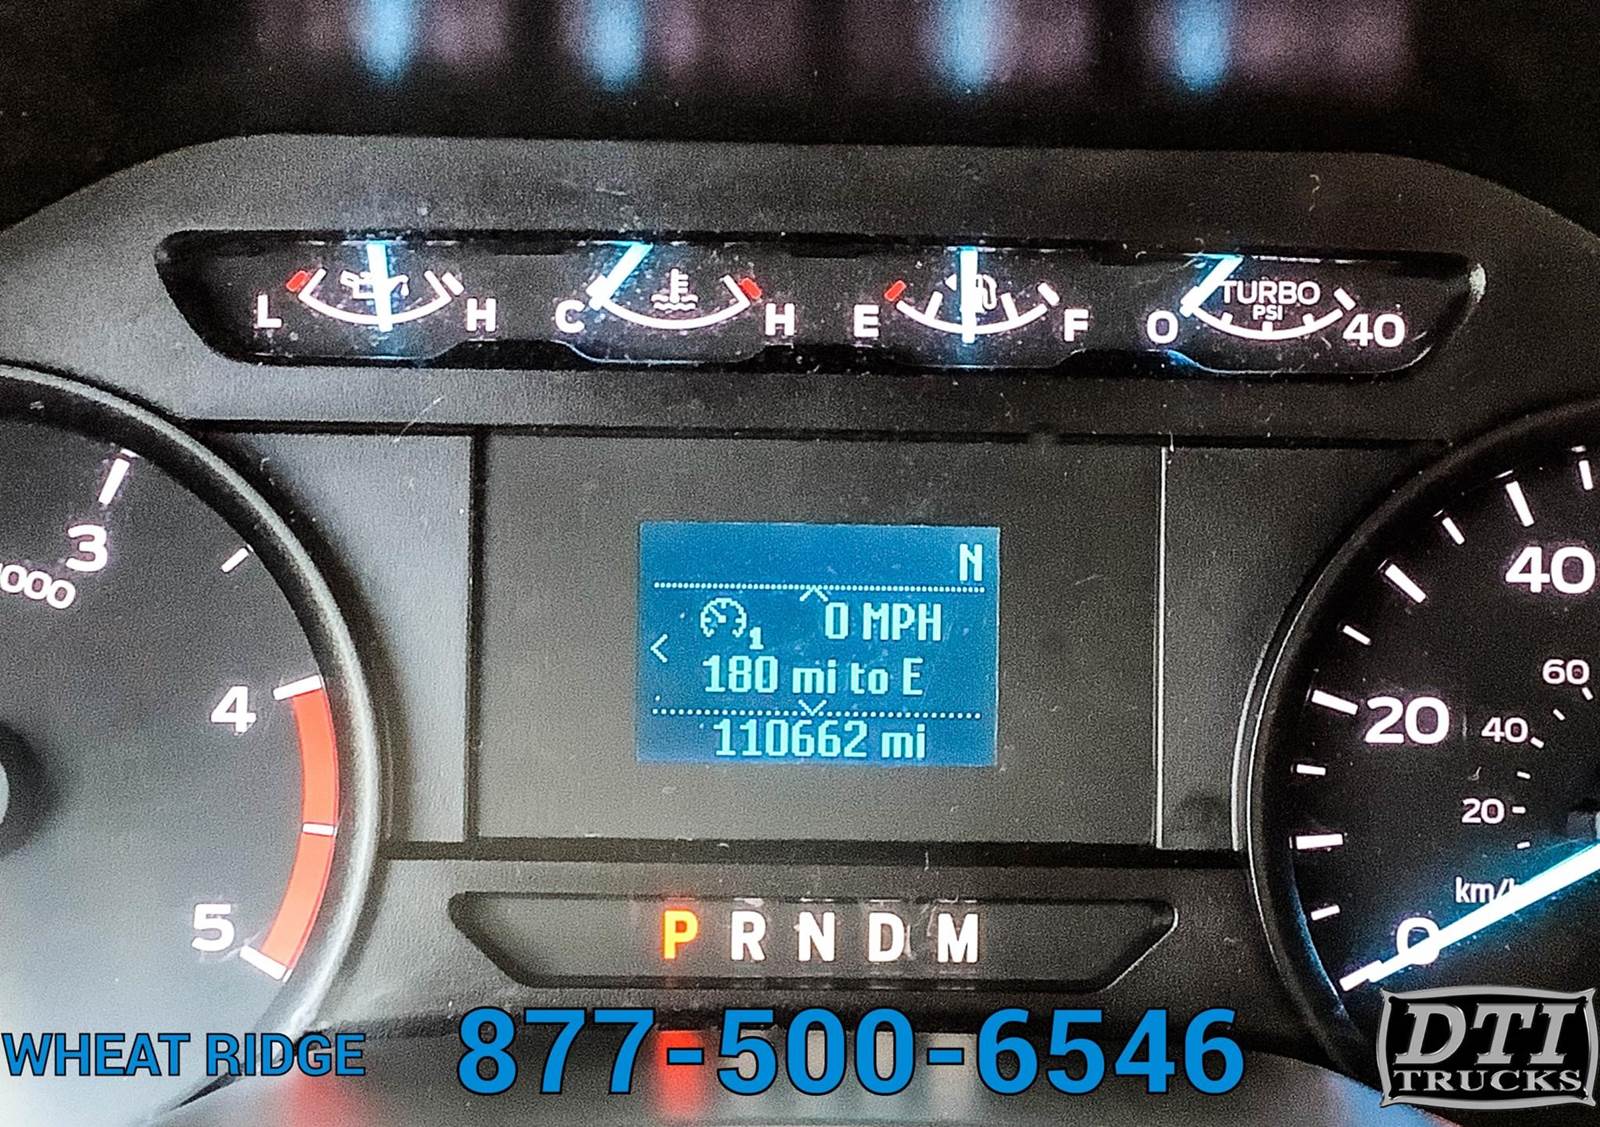 L H C H E F 0 TURBO PSI 40
3
000
4
5
N
1 0 MPH
180 mi to E
110662 mi
40
60
20 40
20
km/h
0
P R N D M
WHEAT RIDGE 877-500-6546 DTI
TRUCKS